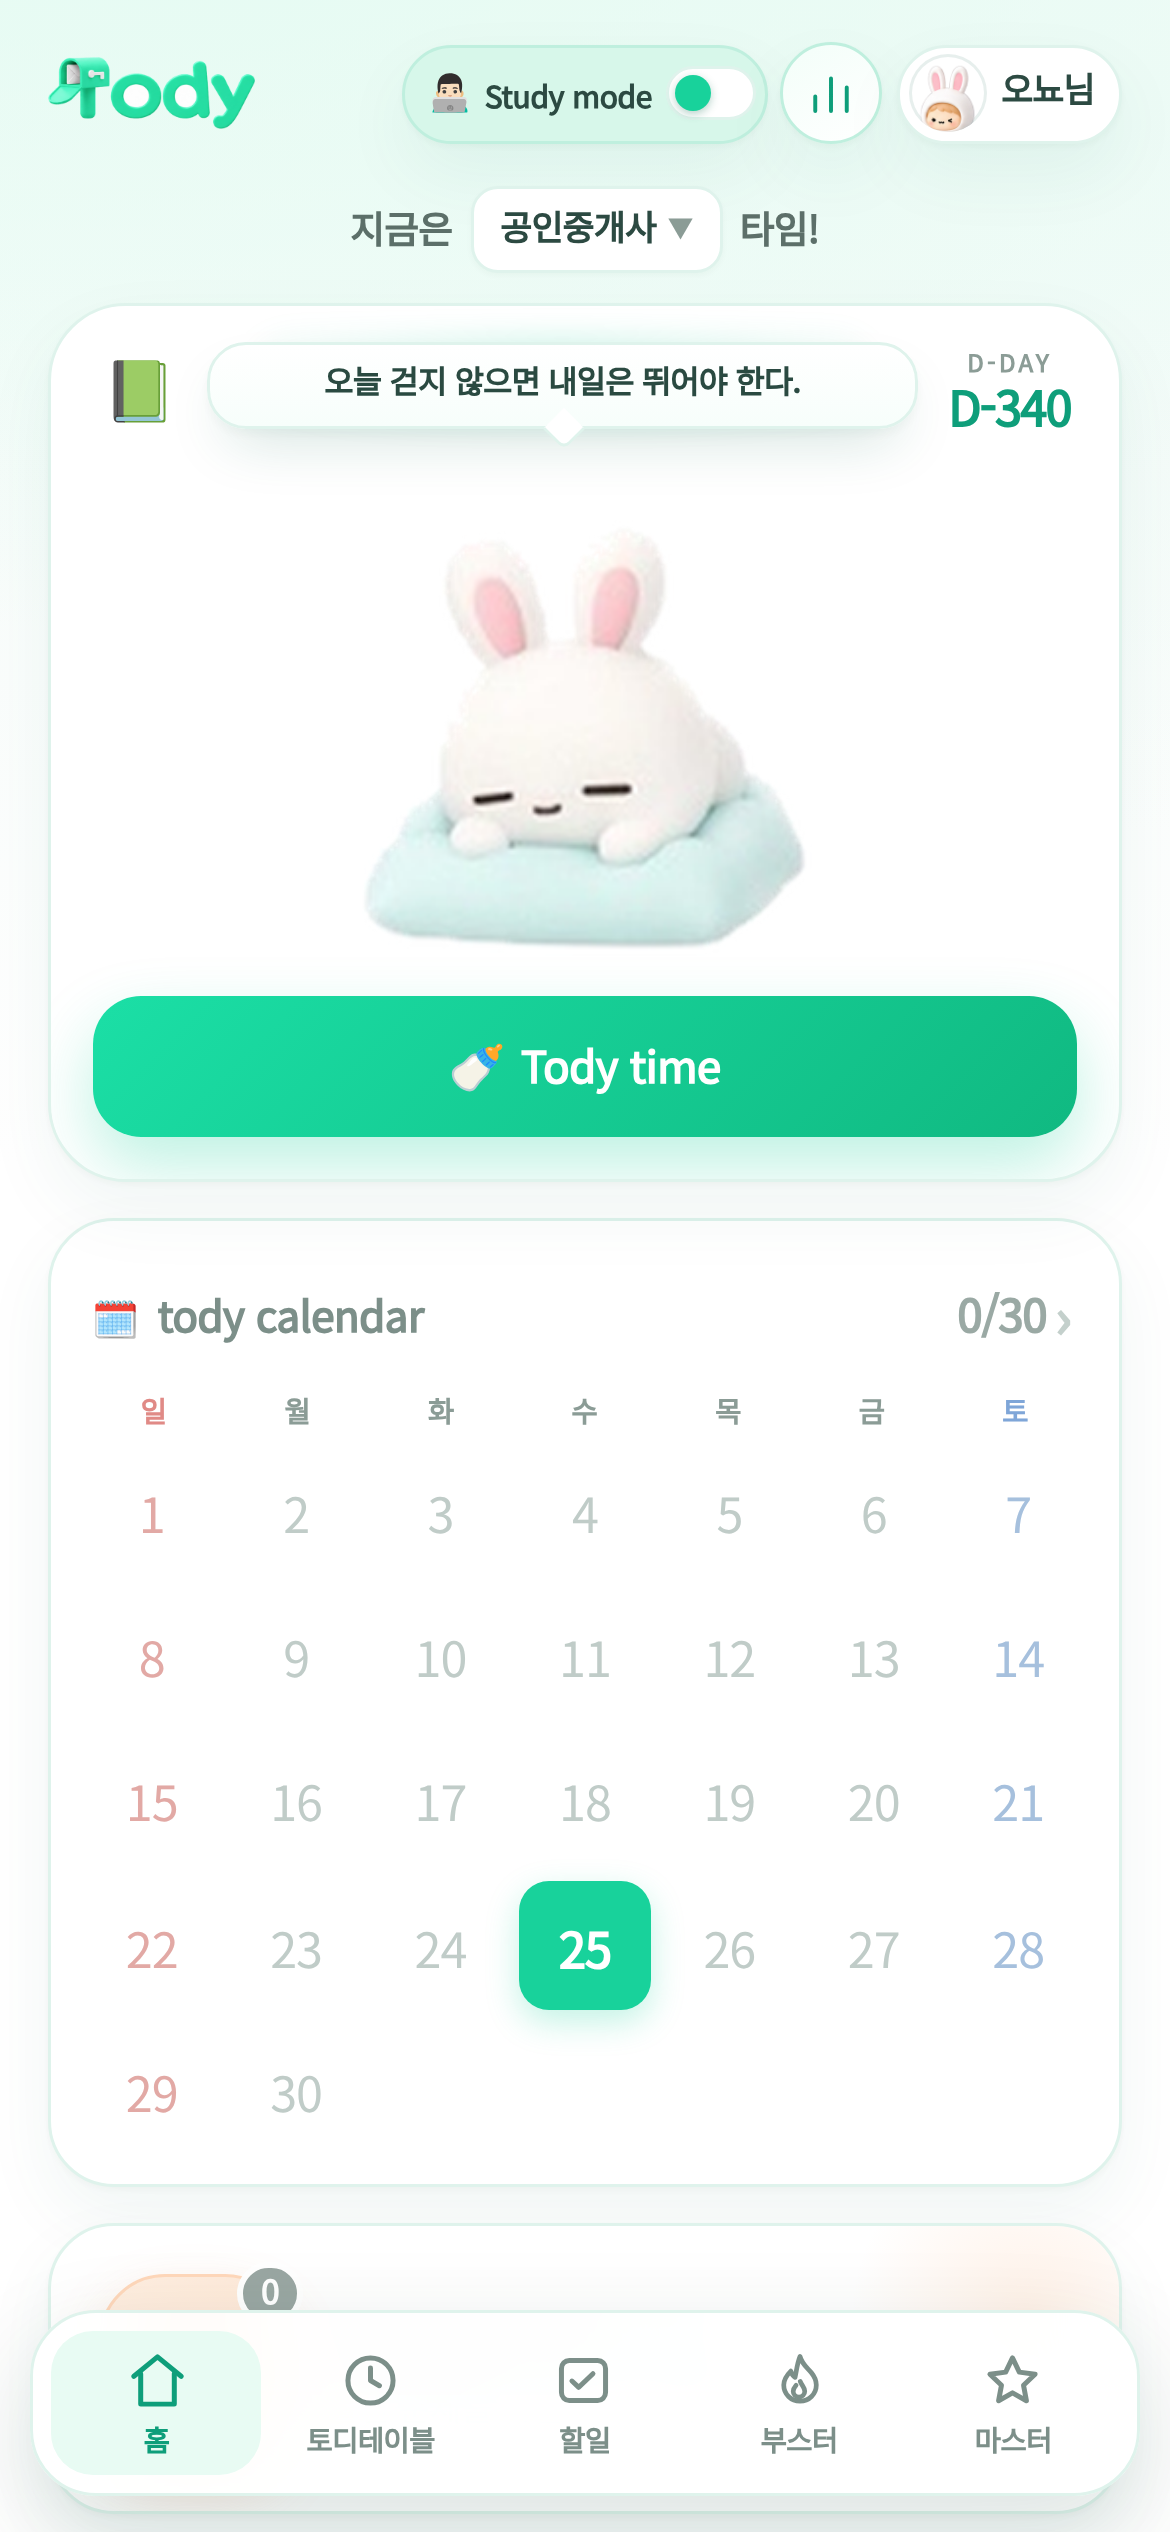 Tody
Study mode
오뇨님
지금은 공인중개사 ▼ 타임!
오늘 걷지 않으면 내일은 뛰어야 한다.
D-DAY
D-340
Tody time
tody calendar
0/30 ›
일 월 화 수 목 금 토
1 2 3 4 5 6 7
8 9 10 11 12 13 14
15 16 17 18 19 20 21
22 23 24 25 26 27 28
29 30
0
홈 토디테이블 할일 부스터 마스터